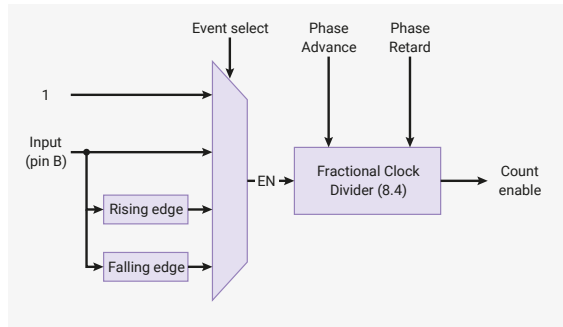 Event select
Phase
Advance
Phase
Retard
1
Input
(pin B)
Rising edge
Falling edge
EN
Fractional Clock
Divider (8.4)
Count
enable